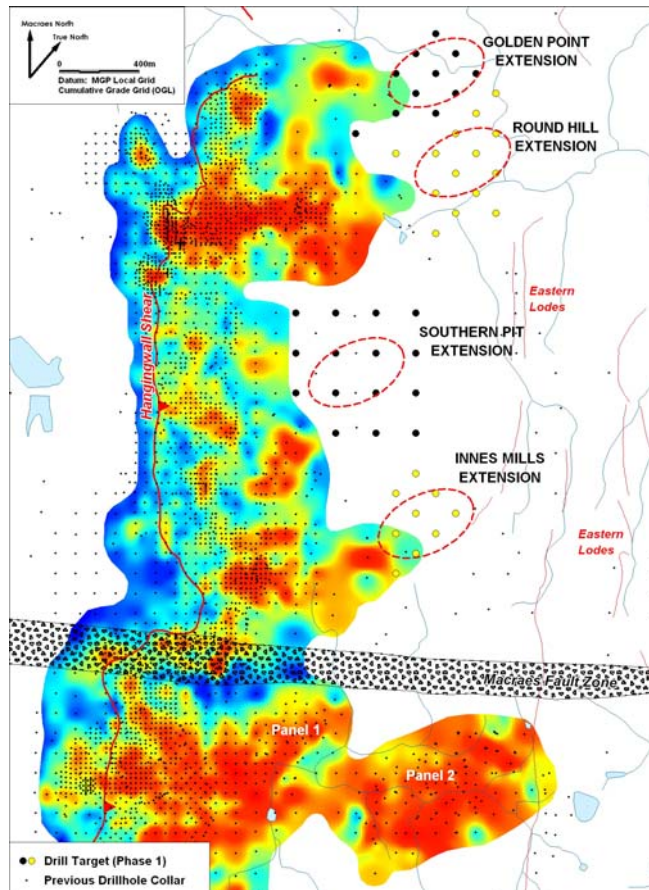 Macraes North
True North
0 400m
Datum: MGP Local Grid
Cumulative Grade Grid (OGL)
GOLDEN POINT
EXTENSION
ROUND HILL
EXTENSION
Eastern
Lodes
Hangingwall Shear
SOUTHERN PIT
EXTENSION
INNES MILLS
EXTENSION
Eastern
Lodes
Macraes Fault Zone
Panel 1
Panel 2
Drill Target (Phase 1)
Previous Drillhole Collar